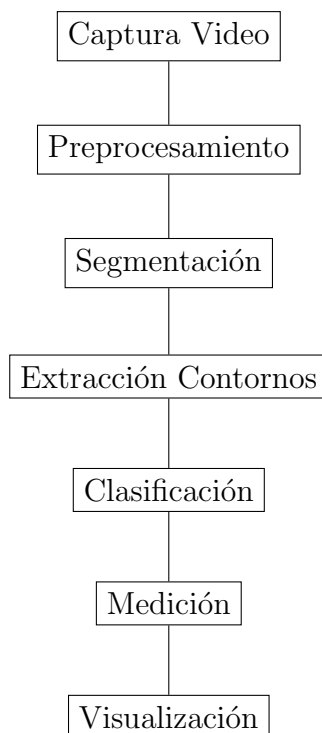 Captura Video
Preprocesamiento
Segmentación
Extracción Contornos
Clasificación
Medición
Visualización